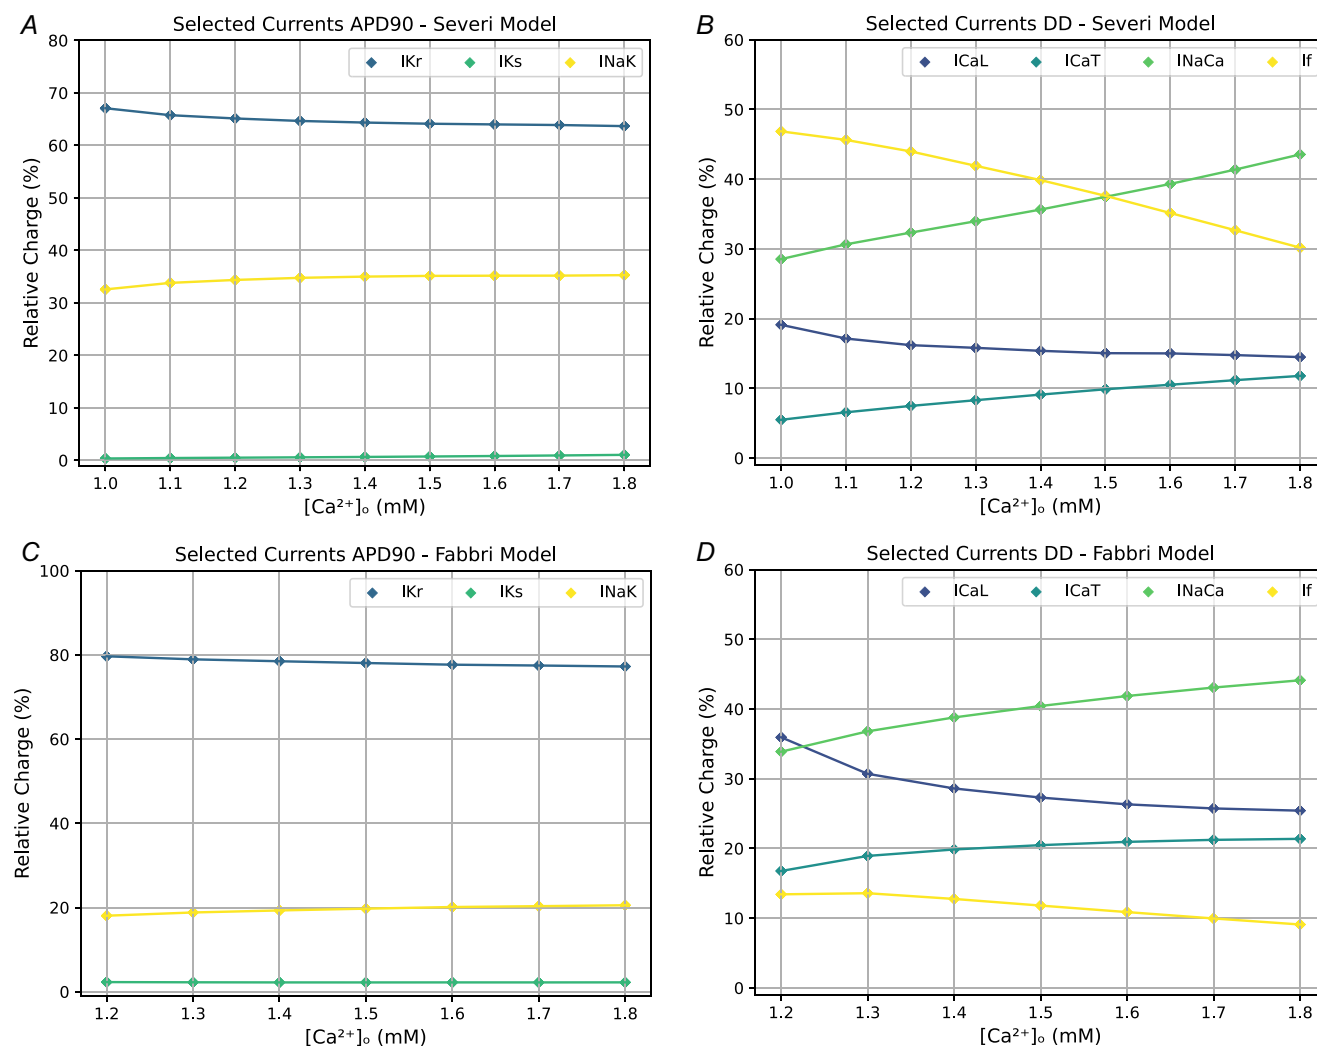 A
Selected Currents APD90 - Severi Model
IKr IKs INaK
80
70
60
50
40
30
20
10
0
Relative Charge (%)
1.0 1.1 1.2 1.3 1.4 1.5 1.6 1.7 1.8
[Ca²⁺]ₒ (mM)
B
Selected Currents DD - Severi Model
ICaL ICaT INaCa If
60
50
40
30
20
10
0
Relative Charge (%)
1.0 1.1 1.2 1.3 1.4 1.5 1.6 1.7 1.8
[Ca²⁺]ₒ (mM)
C
Selected Currents APD90 - Fabbri Model
IKr IKs INaK
100
80
60
40
20
0
Relative Charge (%)
1.2 1.3 1.4 1.5 1.6 1.7 1.8
[Ca²⁺]ₒ (mM)
D
Selected Currents DD - Fabbri Model
ICaL ICaT INaCa If
60
50
40
30
20
10
0
Relative Charge (%)
1.2 1.3 1.4 1.5 1.6 1.7 1.8
[Ca²⁺]ₒ (mM)